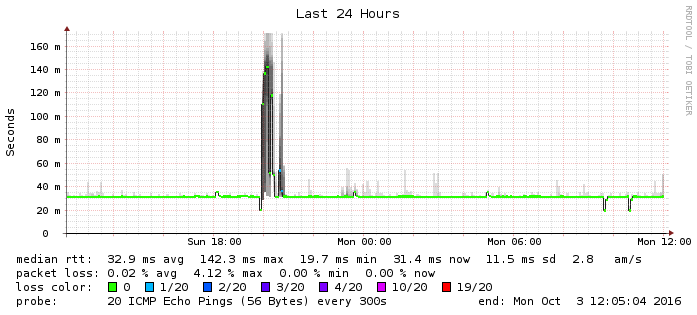 Last 24 Hours
RRDTOOL / TOBI OETIKER
Seconds
160 m
140 m
120 m
100 m
80 m
60 m
40 m
20 m
0
Sun 18:00 Mon 00:00 Mon 06:00 Mon 12:00
median rtt: 32.9 ms avg 142.3 ms max 19.7 ms min 31.4 ms now 11.5 ms sd 2.8 am/s
packet loss: 0.02 % avg 4.12 % max 0.00 % min 0.00 % now
loss color: 0 1/20 2/20 3/20 4/20 10/20 19/20
probe: 20 ICMP Echo Pings (56 Bytes) every 300s end: Mon Oct 3 12:05:04 2016